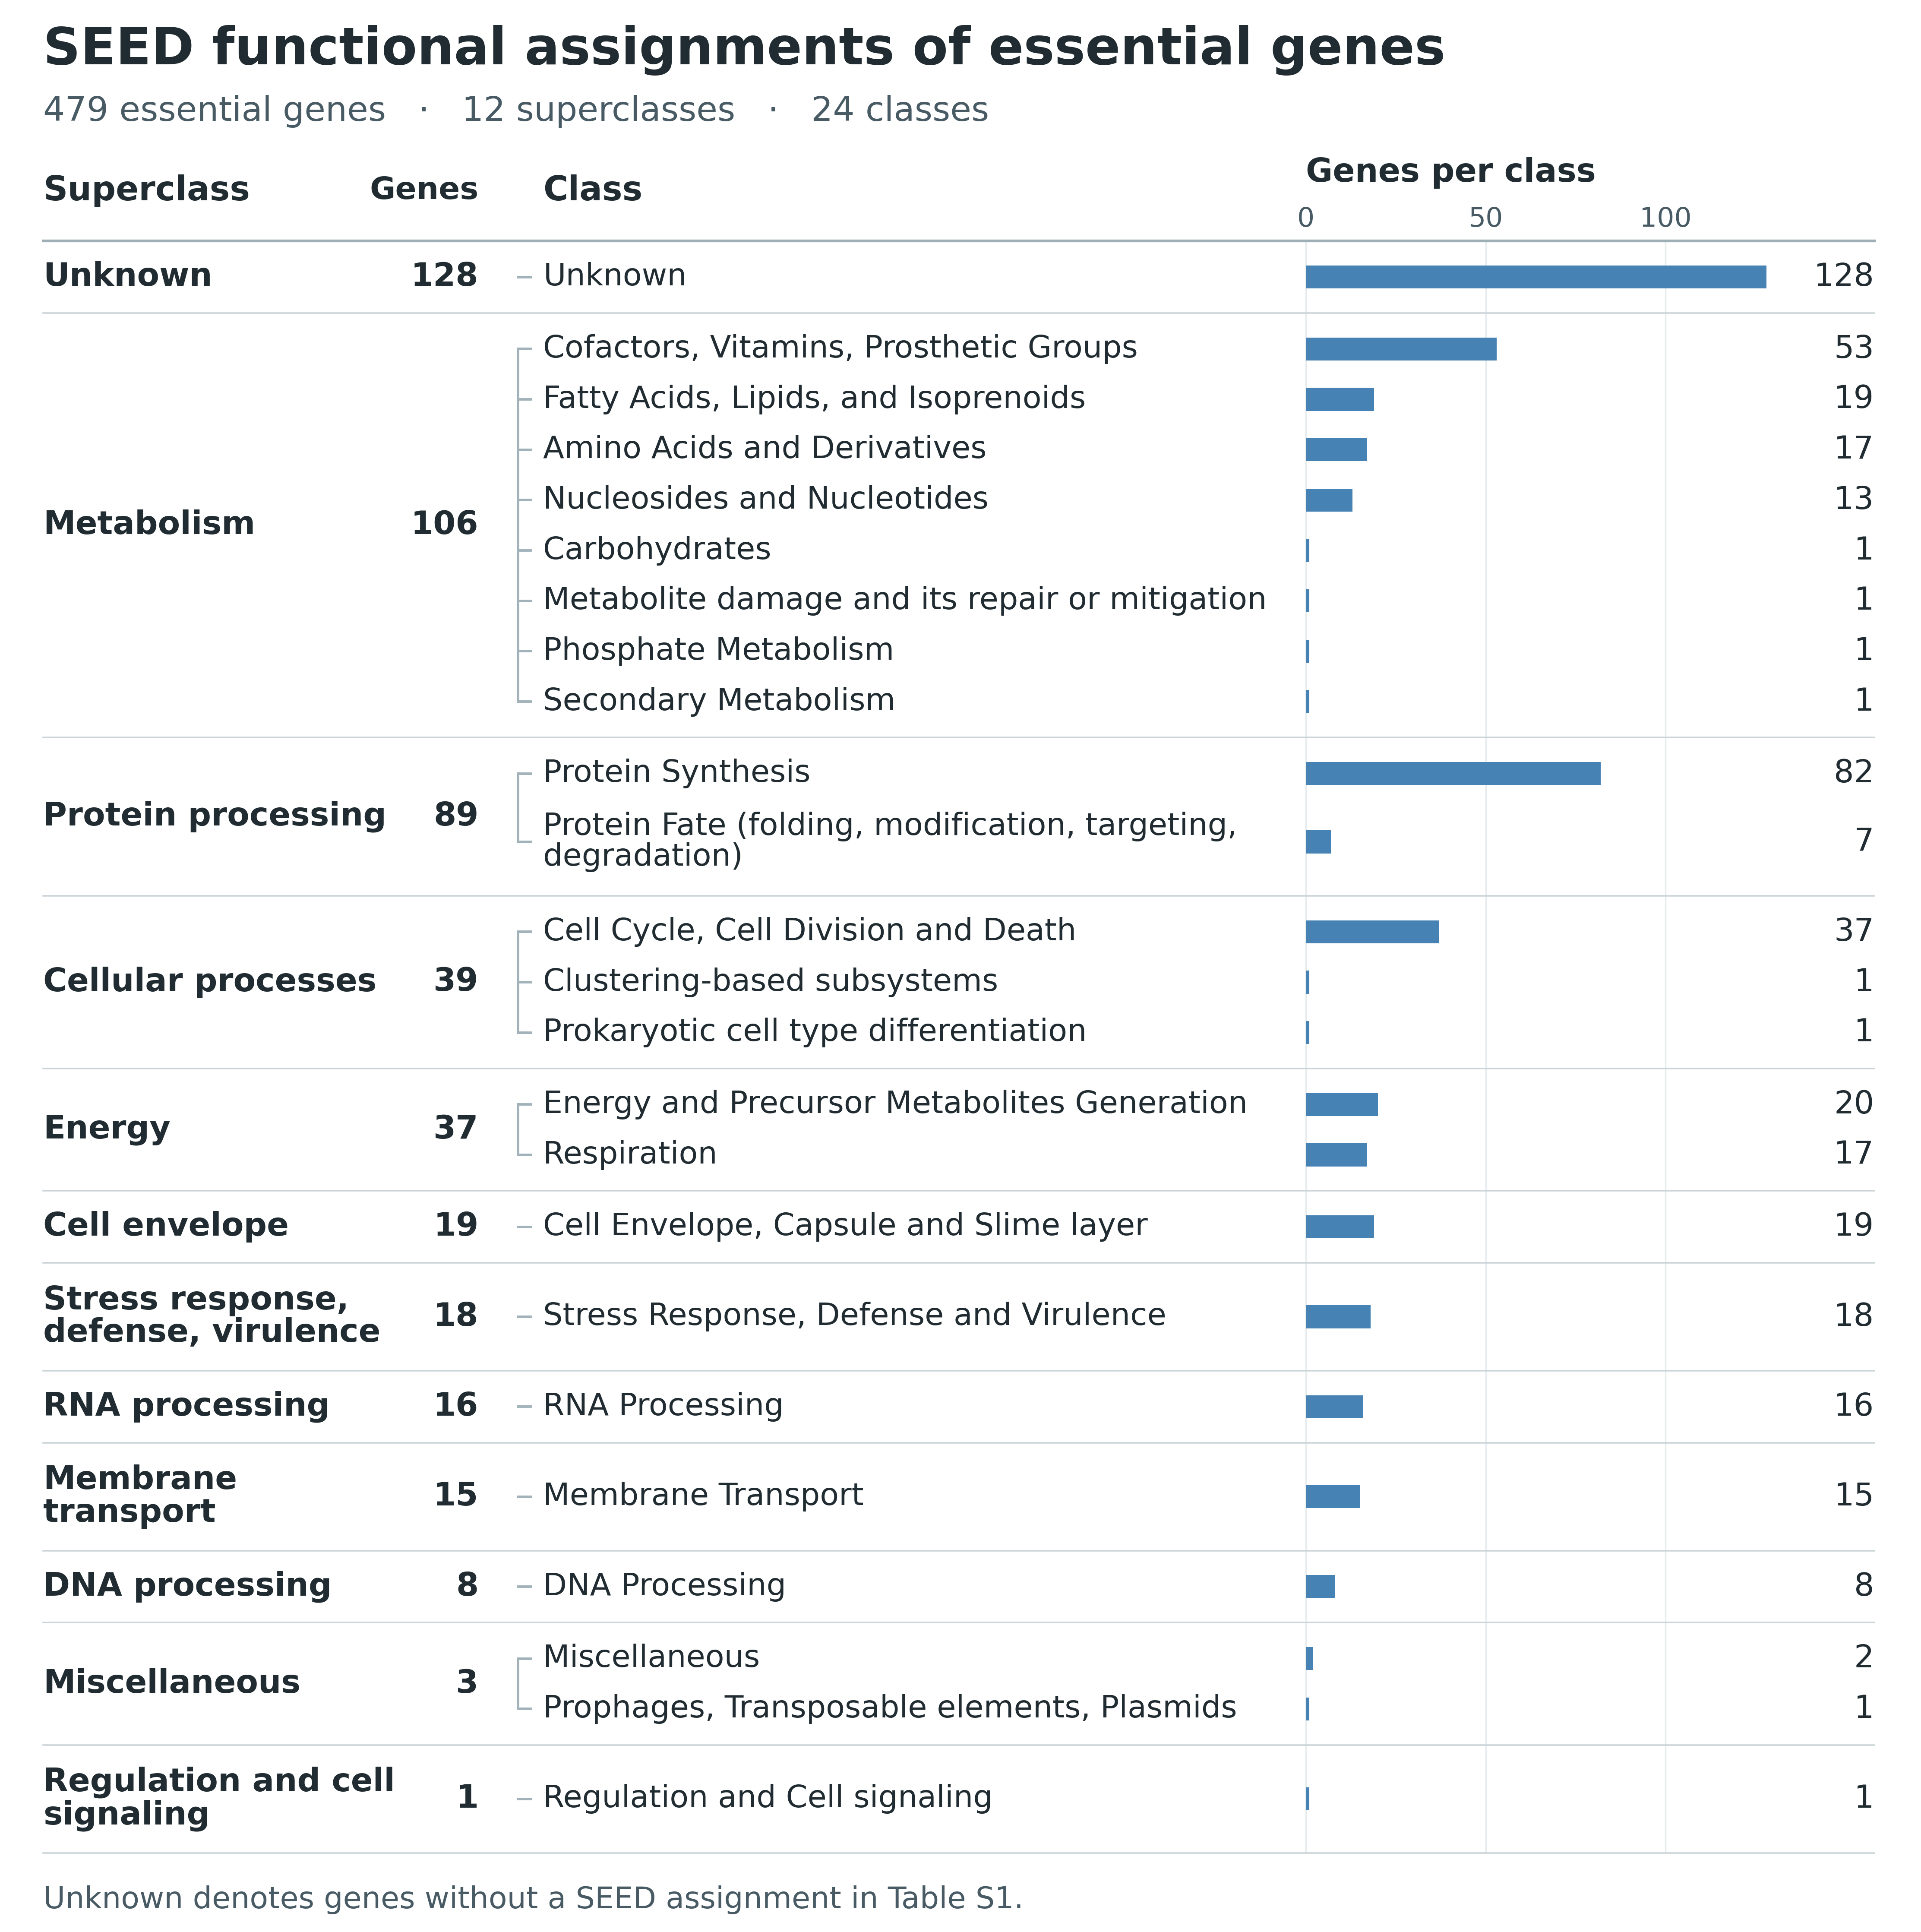 SEED functional assignments of essential genes
479 essential genes · 12 superclasses · 24 classes
Superclass Genes Class Genes per class
0 50 100
Unknown 128 Unknown 128
Metabolism 106
Cofactors, Vitamins, Prosthetic Groups 53
Fatty Acids, Lipids, and Isoprenoids 19
Amino Acids and Derivatives 17
Nucleosides and Nucleotides 13
Carbohydrates 1
Metabolite damage and its repair or mitigation 1
Phosphate Metabolism 1
Secondary Metabolism 1
Protein processing 89
Protein Synthesis 82
Protein Fate (folding, modification, targeting,
degradation) 7
Cellular processes 39
Cell Cycle, Cell Division and Death 37
Clustering-based subsystems 1
Prokaryotic cell type differentiation 1
Energy 37
Energy and Precursor Metabolites Generation 20
Respiration 17
Cell envelope 19 Cell Envelope, Capsule and Slime layer 19
Stress response,
defense, virulence 18 Stress Response, Defense and Virulence 18
RNA processing 16 RNA Processing 16
Membrane
transport 15 Membrane Transport 15
DNA processing 8 DNA Processing 8
Miscellaneous 3
Miscellaneous 2
Prophages, Transposable elements, Plasmids 1
Regulation and cell
signaling 1 Regulation and Cell signaling 1
Unknown denotes genes without a SEED assignment in Table S1.